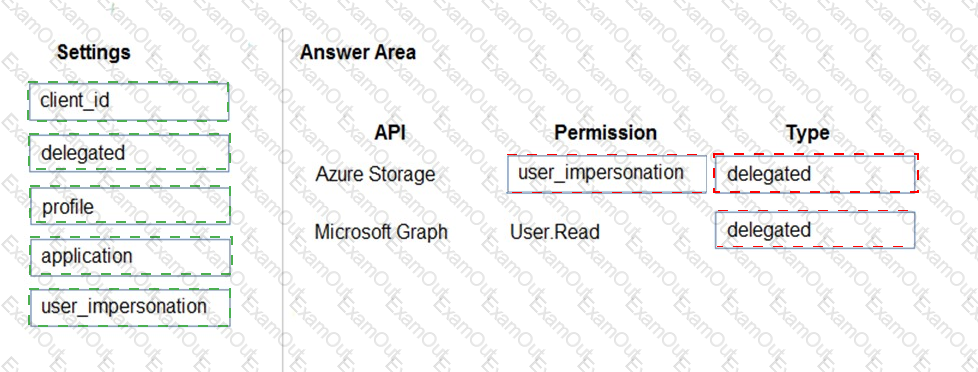 Settings
Answer Area
client_id
API
Permission
Type
delegated
Azure Storage
user_impersonation
delegated
profile
Microsoft Graph
User.Read
delegated
application
user_impersonation